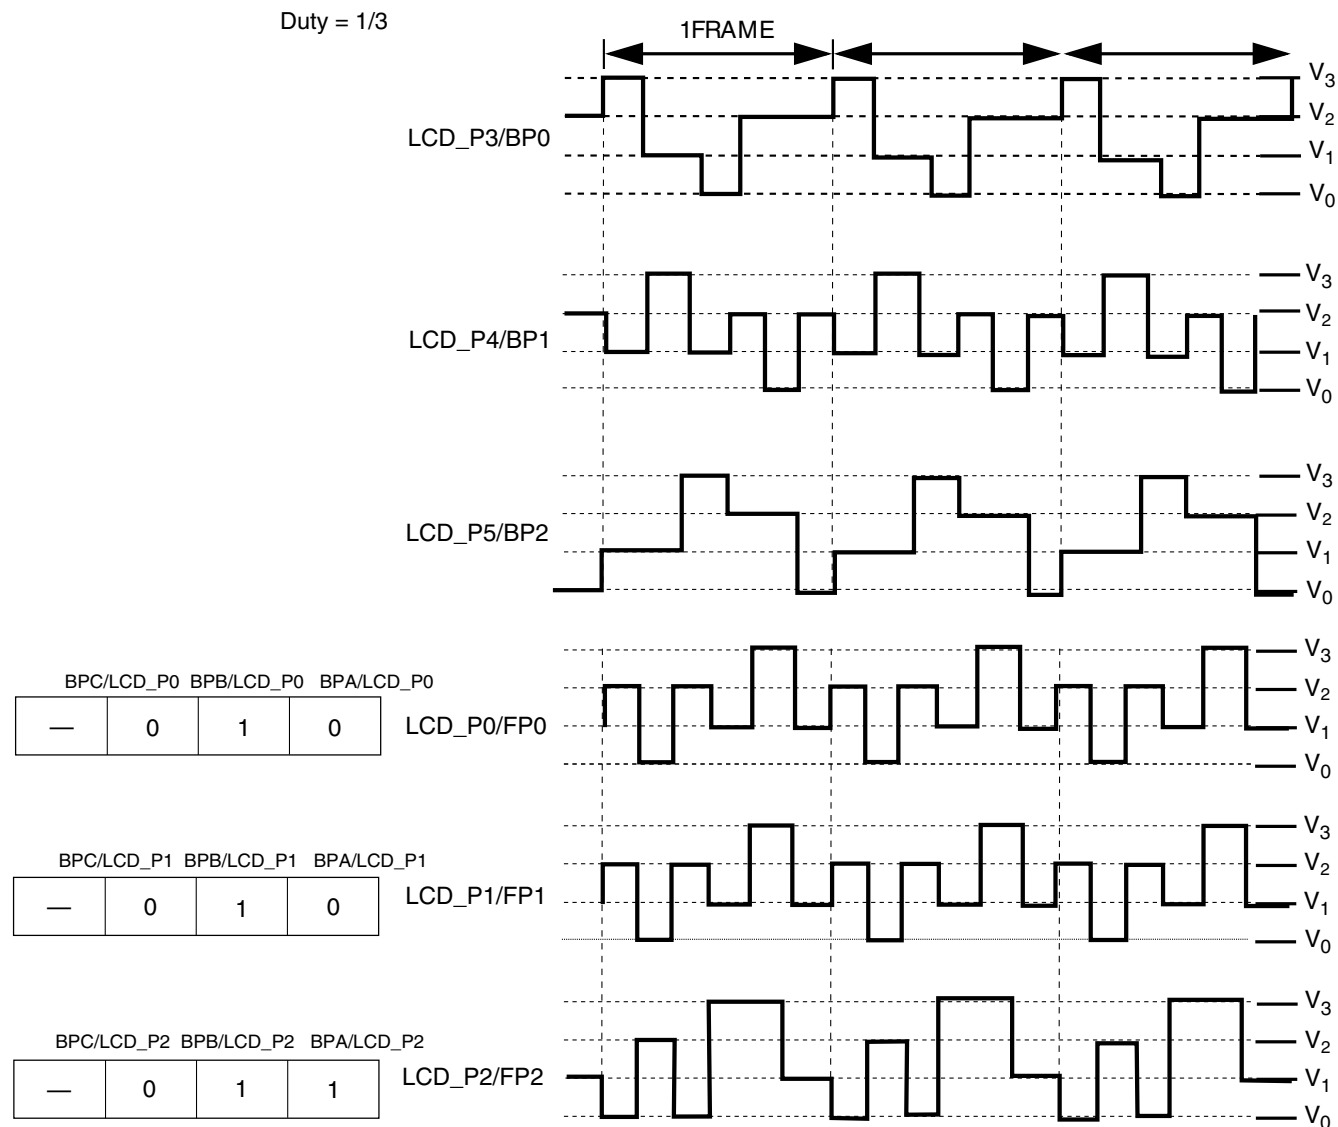 Duty = 1/3
1FRAME
LCD_P3/BP0
V3
V2
V1
V0
LCD_P4/BP1
V3
V2
V1
V0
LCD_P5/BP2
V3
V2
V1
V0
BPC/LCD_P0 BPB/LCD_P0 BPA/LCD_P0
— 0 1 0
LCD_P0/FP0
V3
V2
V1
V0
BPC/LCD_P1 BPB/LCD_P1 BPA/LCD_P1
— 0 1 0
LCD_P1/FP1
V3
V2
V1
V0
BPC/LCD_P2 BPB/LCD_P2 BPA/LCD_P2
— 0 1 1
LCD_P2/FP2
V3
V2
V1
V0